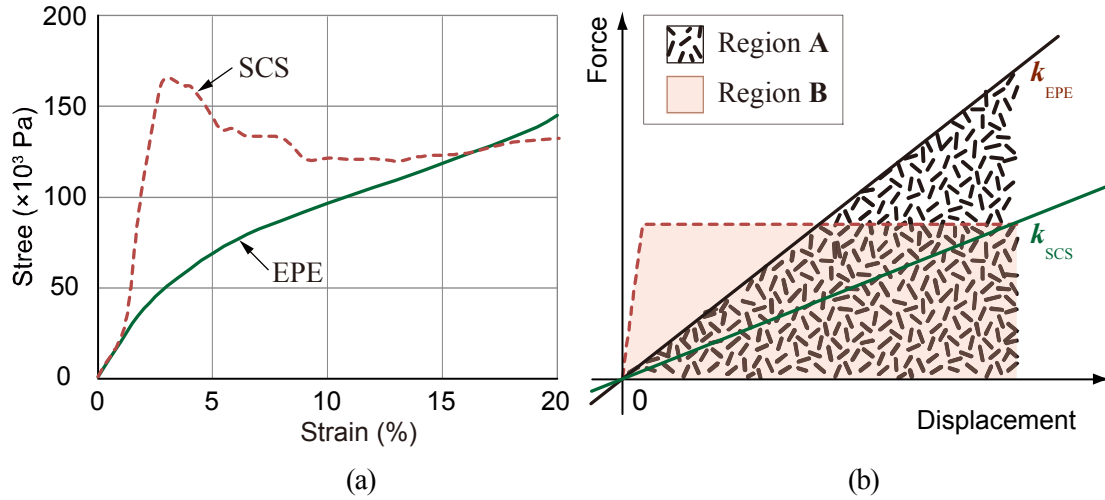 200
150
100
50
0
0
5
10
15
20
Stree (×10³ Pa)
Strain (%)
SCS
EPE
(a)
Force
Region A
Region B
k EPE
k SCS
0
Displacement
(b)